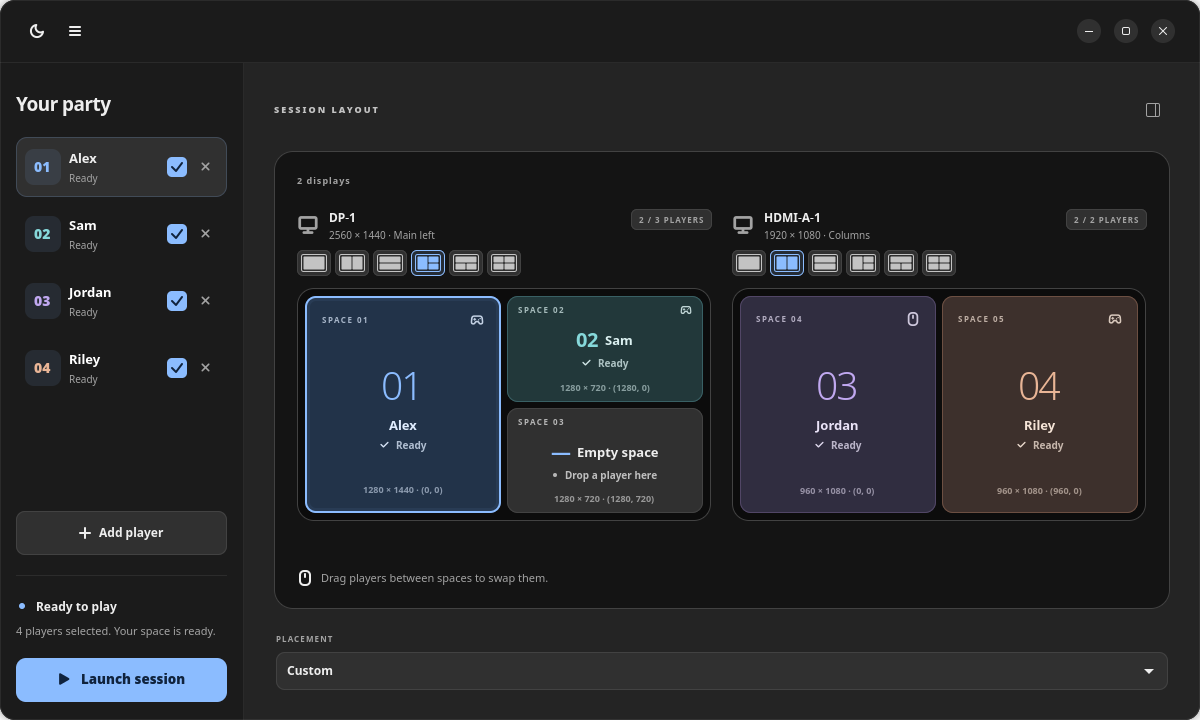 Your party
01
Alex
Ready
02
Sam
Ready
03
Jordan
Ready
04
Riley
Ready
Add player
Ready to play
4 players selected. Your space is ready.
Launch session
SESSION LAYOUT
2 displays
DP-1
2560 × 1440 · Main left
2 / 3 PLAYERS
SPACE 01
01
Alex
Ready
1280 × 1440 · (0, 0)
SPACE 02
02 Sam
Ready
1280 × 720 · (1280, 0)
SPACE 03
— Empty space
• Drop a player here
1280 × 720 · (1280, 720)
HDMI-A-1
1920 × 1080 · Columns
2 / 2 PLAYERS
SPACE 04
03
Jordan
Ready
960 × 1080 · (0, 0)
SPACE 05
04
Riley
Ready
960 × 1080 · (960, 0)
Drag players between spaces to swap them.
PLACEMENT
Custom